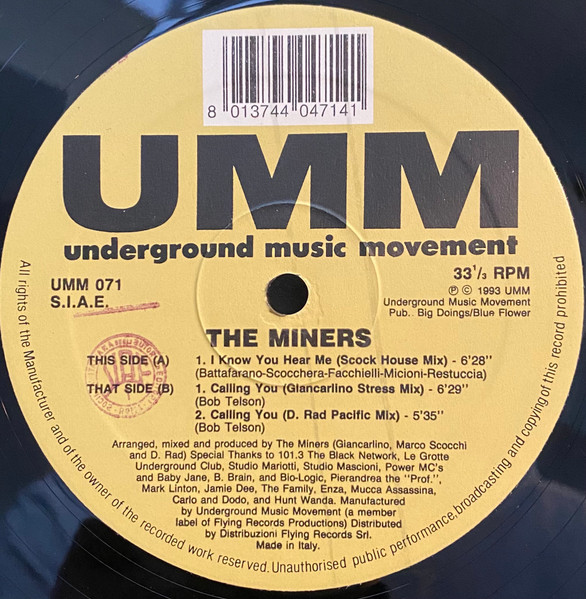 8 013744 047141
UMM
underground music movement
UMM 071
S.I.A.E.
33 1/3 RPM
℗ © 1993 UMM
Underground Music Movement
Pub.. Big Doings/Blue Flower
THE MINERS
THIS SIDE (A) 1. I Know You Hear Me (Scock House Mix) - 6'28"
(Battafarano-Scocchera-Facchielli-Micioni-Restuccia)
THAT SIDE (B) 1. Calling You (Giancarlino Stress Mix) - 6'29"
(Bob Telson)
2. Calling You (D. Rad Pacific Mix) - 5'35"
(Bob Telson)
Arranged, mixed and produced by The Miners (Giancarlino, Marco Scocchi
and D. Rad) Special Thanks to 101.3 The Black Network, Le Grotte
Underground Club, Studio Mariotti, Studio Mascioni, Power MC's
and Baby Jane, B. Brain, and Bio-Logic, Pierandrea the "Prof.",
Mark Linton, Jamie Dee, The Family, Enza, Mucca Assassina,
Carlo and Dodo, and Hunt Wanda. Manufactured
by Underground Music Movement (a member
label of Flying Records Productions) Distributed
by Distribuzioni Flying Records Srl.
Made in Italy.
All rights of the Manufacturer and of the owner of the recorded work reserved. Unauthorised public performance, broadcasting and copying of this record prohibited